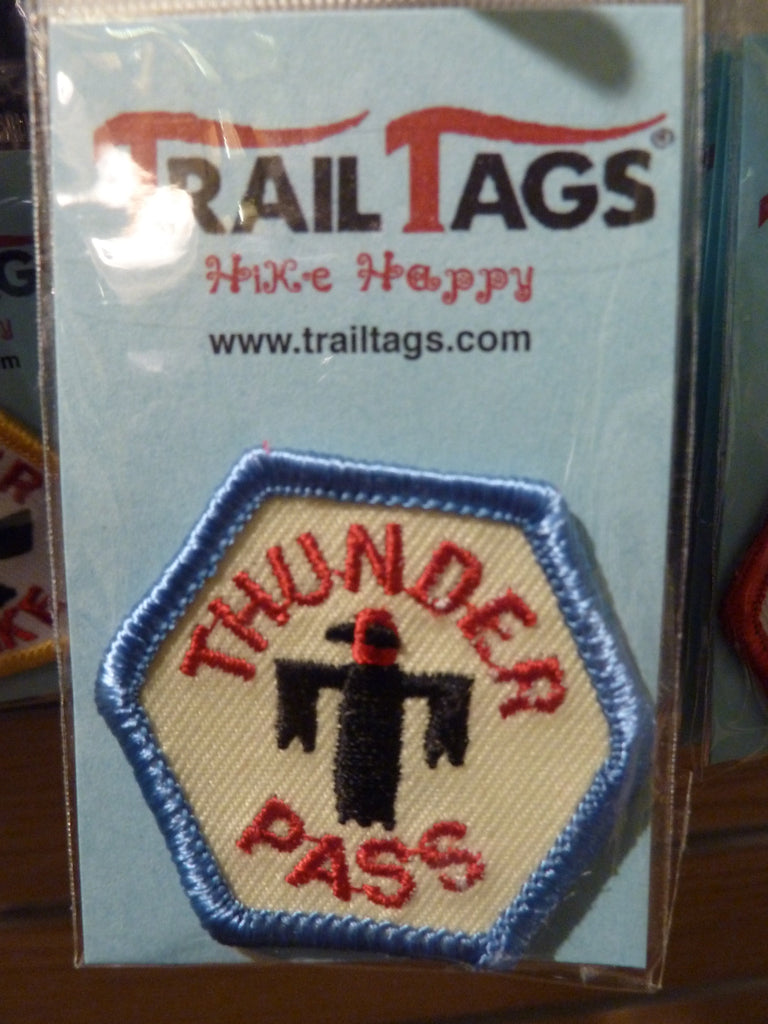 TRAIL TAGS®
Hike Happy
www.trailtags.com
THUNDER
PASS